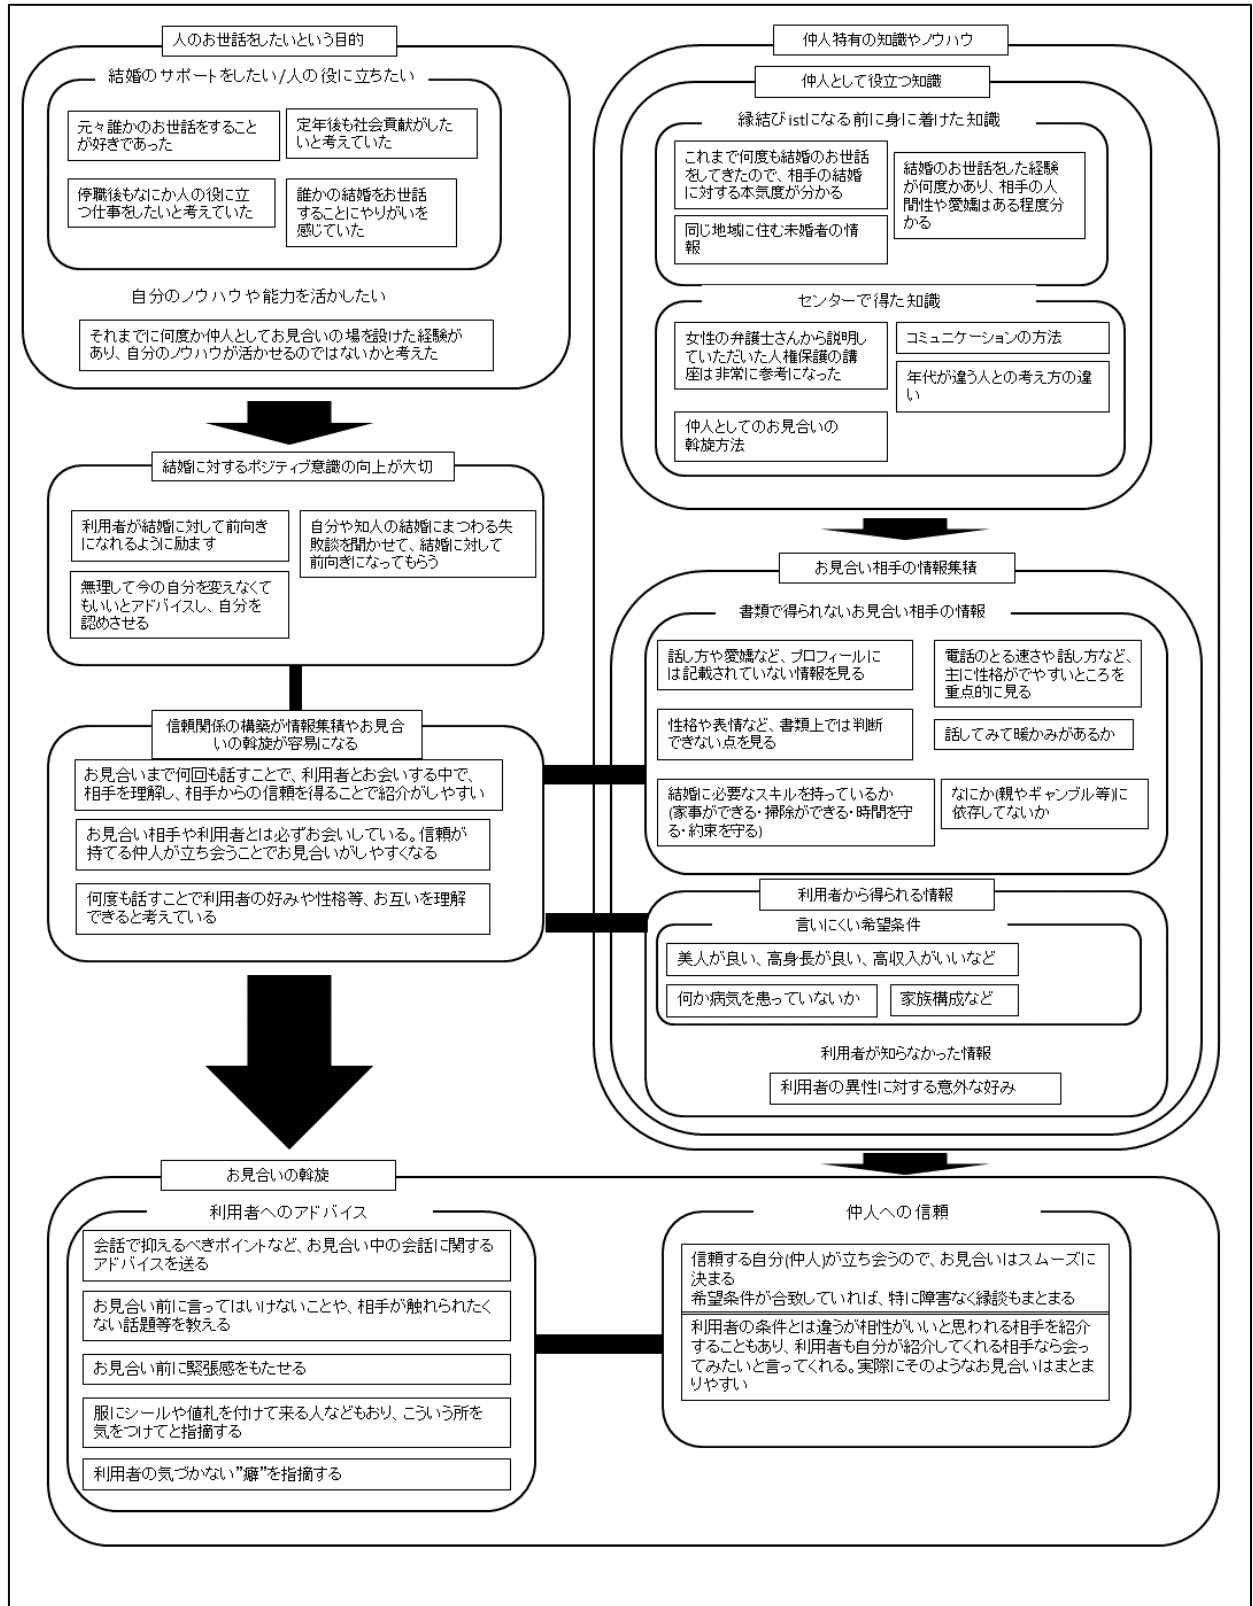 人のお世話をしたいという目的
結婚のサポートをしたい/人の役に立ちたい
元々誰かのお世話をすること
が好きであった
定年後も社会貢献がした
いと考えていた
停職後もなにか人の役に立
つ仕事をしたいと考えていた
誰かの結婚をお世話
することにやりがいを
感じていた
自分のノウハウや能力を活かしたい
それまでに何度か仲人としてお見合いの場を設けた経験が
あり、自分のノウハウが活かせるのではないかと考えた
結婚に対するポジティブ意識の向上が大切
利用者が結婚に対して前向き
になれるように励ます
自分や知人の結婚にまつわる失
敗談を聞かせて、結婚に対して
前向きになってもらう
無理して今の自分を変えなくて
もいいとアドバイスし、自分を
認めさせる
信頼関係の構築が情報集積やお見合
いの斡旋が容易になる
お見合いまで何回も話すことで、利用者とお会いする中で、
相手を理解し、相手からの信頼を得ることで紹介がしやすい
お見合い相手や利用者とは必ずお会いしている。信頼が
持てる仲人が立ち会うことでお見合いがしやすくなる
何度も話すことで利用者の好みや性格等、お互いを理解
できると考えている
仲人特有の知識やノウハウ
仲人として役立つ知識
縁結びistになる前に身に着けた知識
これまで何度も結婚のお世話
をしてきたので、相手の結婚
に対する本気度が分かる
結婚のお世話をした経験
が何度かあり、相手の人
間性や愛嬌はある程度分
かる
同じ地域に住む未婚者の情
報
センターで得た知識
女性の弁護士さんから説明し
ていただいた人権保護の講
座は非常に参考になった
コミュニケーションの方法
年代が違う人との考え方の違
い
仲人としてのお見合いの
斡旋方法
お見合い相手の情報集積
書類で得られないお見合い相手の情報
話し方や愛嬌など、プロフィールに
は記載されていない情報を見る
電話のとる速さや話し方など、
主に性格がでやすいところを
重点的に見る
性格や表情など、書類上では判断
できない点を見る
話してみて暖かみがあるか
結婚に必要なスキルを持っているか
(家事ができる・掃除ができる・時間を守
る・約束を守る)
なにか(親やギャンブル等)に
依存してないか
利用者から得られる情報
言いにくい希望条件
美人が良い、高身長が良い、高収入がいいなど
何か病気を患っていないか
家族構成など
利用者が知らなかった情報
利用者の異性に対する意外な好み
お見合いの斡旋
利用者へのアドバイス
会話で抑えるべきポイントなど、お見合い中の会話に関する
アドバイスを送る
お見合い前に言ってはいけないことや、相手が触れられたく
ない話題等を教える
お見合い前に緊張感をもたせる
服にシールや値札を付けて来る人などもおり、こういう所を
気をつけてと指摘する
利用者の気づかない”癖”を指摘する
仲人への信頼
信頼する自分(仲人)が立ち会うので、お見合いはスムーズに
決まる
希望条件が合致していれば、特に障害なく縁談もまとまる
利用者の条件とは違うが相性がいいと思われる相手を紹介
することもあり、利用者も自分が紹介してくれる相手なら会っ
てみたいと言ってくれる。実際にそのようなお見合いはまとま
りやすい